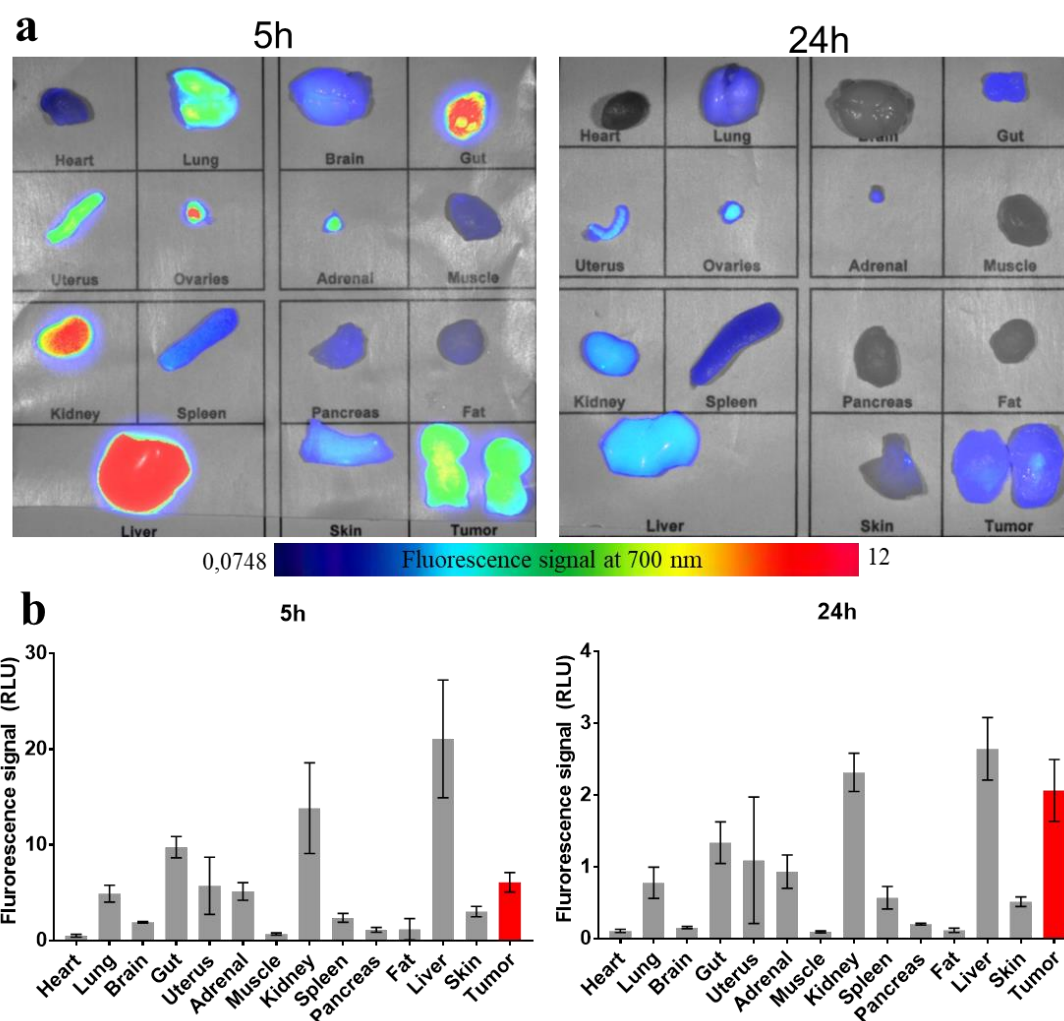 a
5h
24h
Heart Lung Brain Gut
Uterus Ovaries Adrenal Muscle
Kidney Spleen Pancreas Fat
Liver Skin Tumor
Heart Lung Brain Gut
Uterus Ovaries Adrenal Muscle
Kidney Spleen Pancreas Fat
Liver Skin Tumor
0,0748 Fluorescence signal at 700 nm 12
b
5h
Flurorescence signal (RLU)
30
20
10
0
Heart Lung Brain Gut Uterus Adrenal Muscle Kidney Spleen Pancreas Fat Liver Skin Tumor
24h
Flurorescence signal (RLU)
4
3
2
1
0
Heart Lung Brain Gut Uterus Adrenal Muscle Kidney Spleen Pancreas Fat Liver Skin Tumor